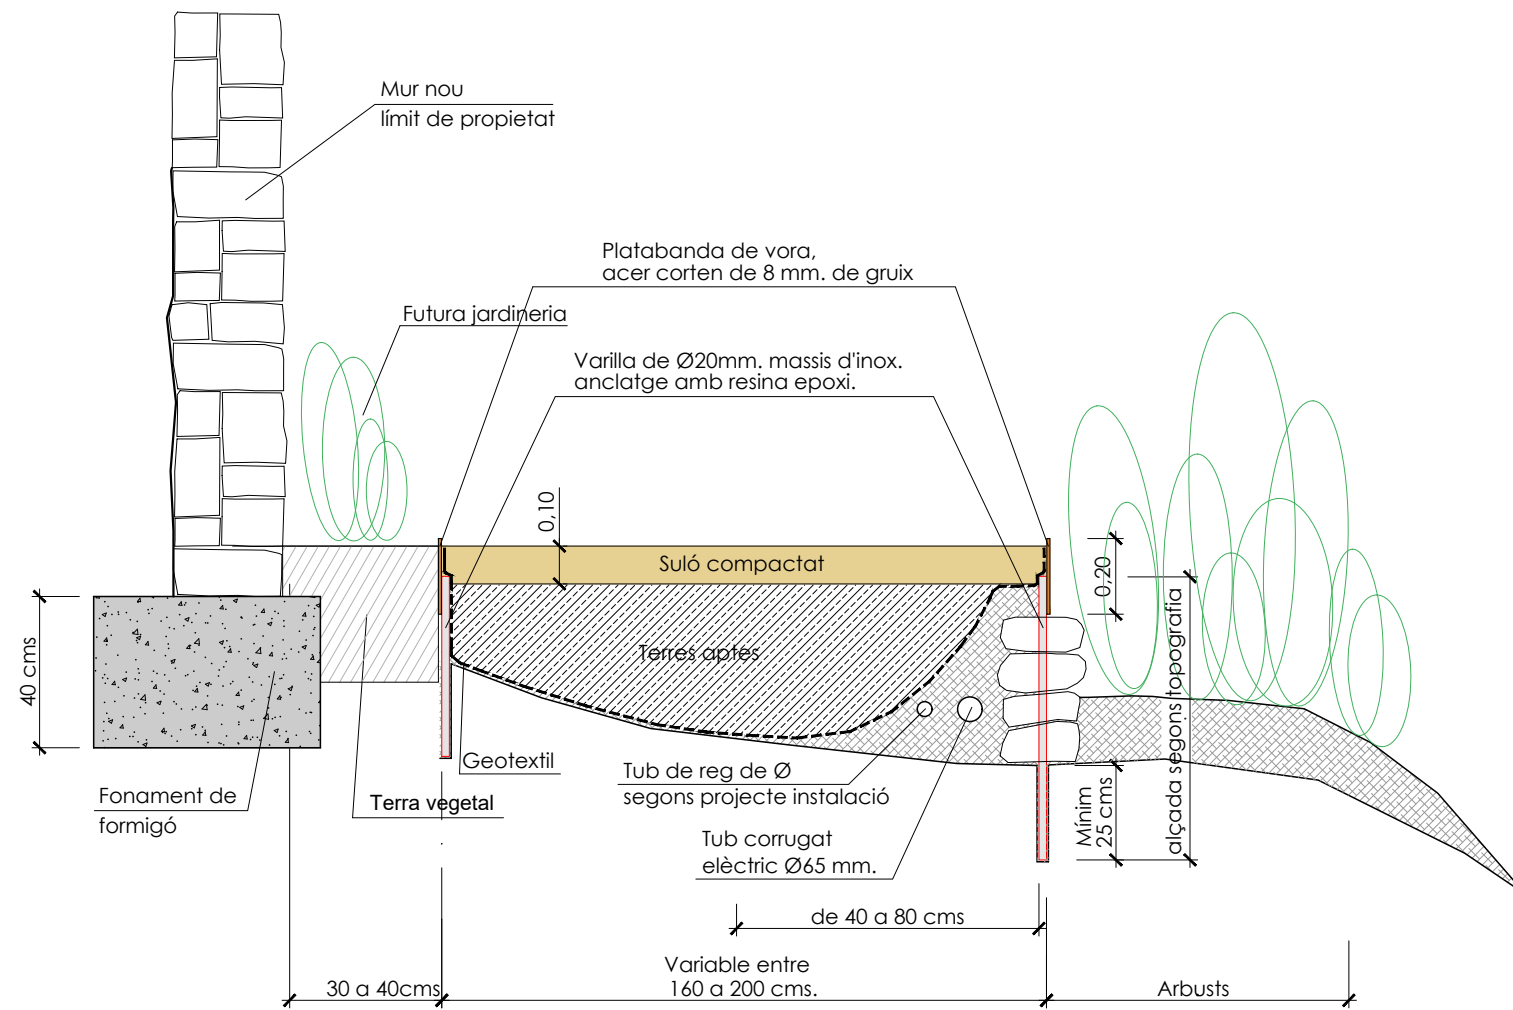 Mur nou
límit de propietat
Platabanda de vora,
acer corten de 8 mm. de gruix
Futura jardineria
Varilla de Ø20mm. massis d'inox.
anclatge amb resina epoxi.
0,10
Suló compactat
0,20
Terres aptes
40 cms
alçada segons topografia
Geotextil
Tub de reg de Ø
segons projecte instalació
Fonament de
formigó
Terra vegetal
Mínim
25 cms
Tub corrugat
elèctric Ø65 mm.
de 40 a 80 cms
Variable entre
160 a 200 cms.
30 a 40cms
Arbusts